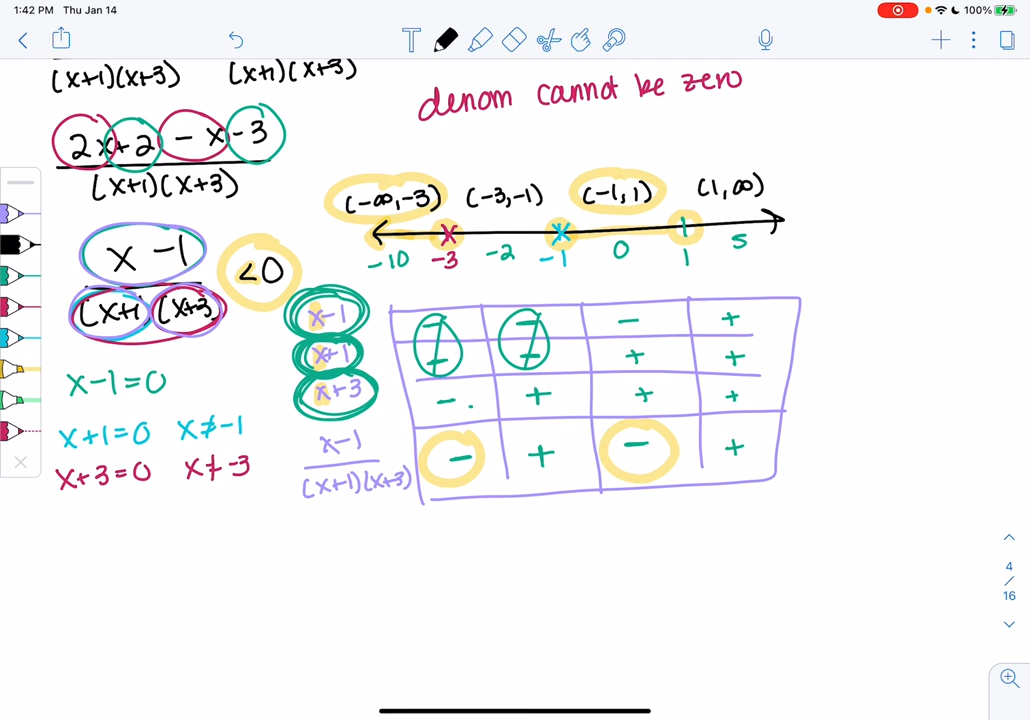 1:42 PM Thu Jan 14
100%
T
(x+1)(x+3) (x+1)(x+3)
denom cannot be zero
2x+2 - x-3
(x+1)(x+3)
(-∞,-3) (-3,-1) (-1,1) (1,∞)
x x
-10 -3 -2 -1 0 1 5
x-1
(x+1)(x+3)
<0
x-1 - - - +
x+1 - - + +
x+3 - . + + +
x-1
(x+1)(x+3)
- + - +
x-1=0
x+1=0 x≠-1
x+3=0 x≠-3
4
/
16